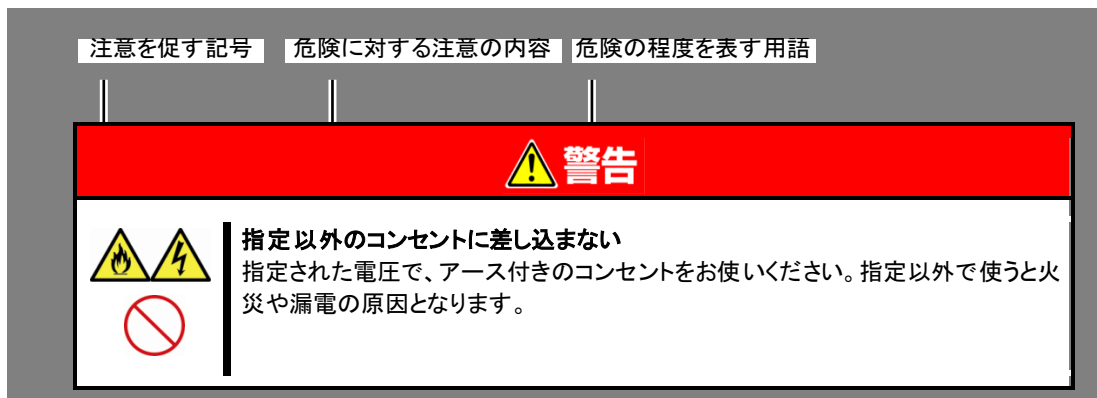 注意を促す記号 危険に対する注意の内容 危険の程度を表す用語
警告
指定以外のコンセントに差し込まない
指定された電圧で、アース付きのコンセントをお使いください。指定以外で使うと火
災や漏電の原因となります。